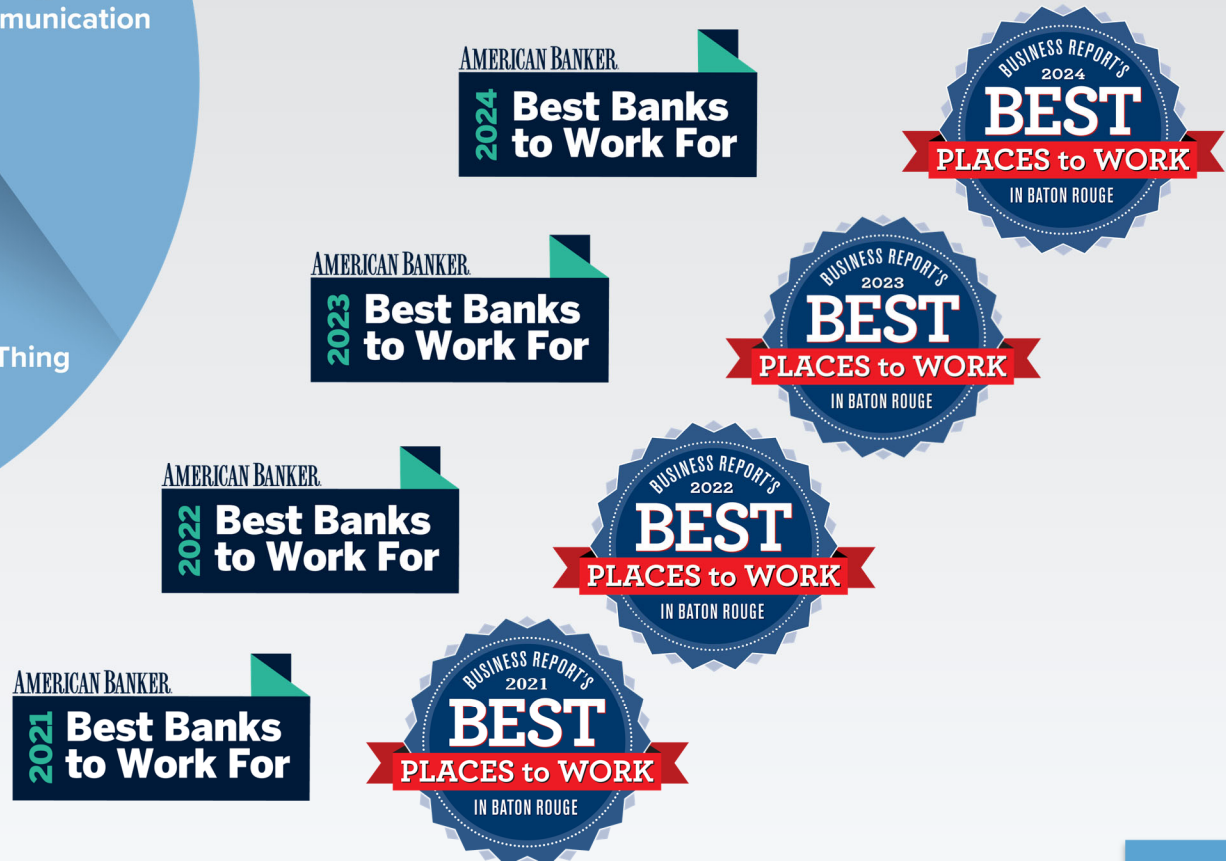 munication
AMERICAN BANKER.
2024
Best Banks
to Work For
BUSINESS REPORT'S
2024
BEST
PLACES to WORK
IN BATON ROUGE
AMERICAN BANKER.
2023
Best Banks
to Work For
BUSINESS REPORT'S
2023
BEST
PLACES to WORK
IN BATON ROUGE
Thing
AMERICAN BANKER.
2022
Best Banks
to Work For
BUSINESS REPORT'S
2022
BEST
PLACES to WORK
IN BATON ROUGE
AMERICAN BANKER.
2021
Best Banks
to Work For
BUSINESS REPORT'S
2021
BEST
PLACES to WORK
IN BATON ROUGE